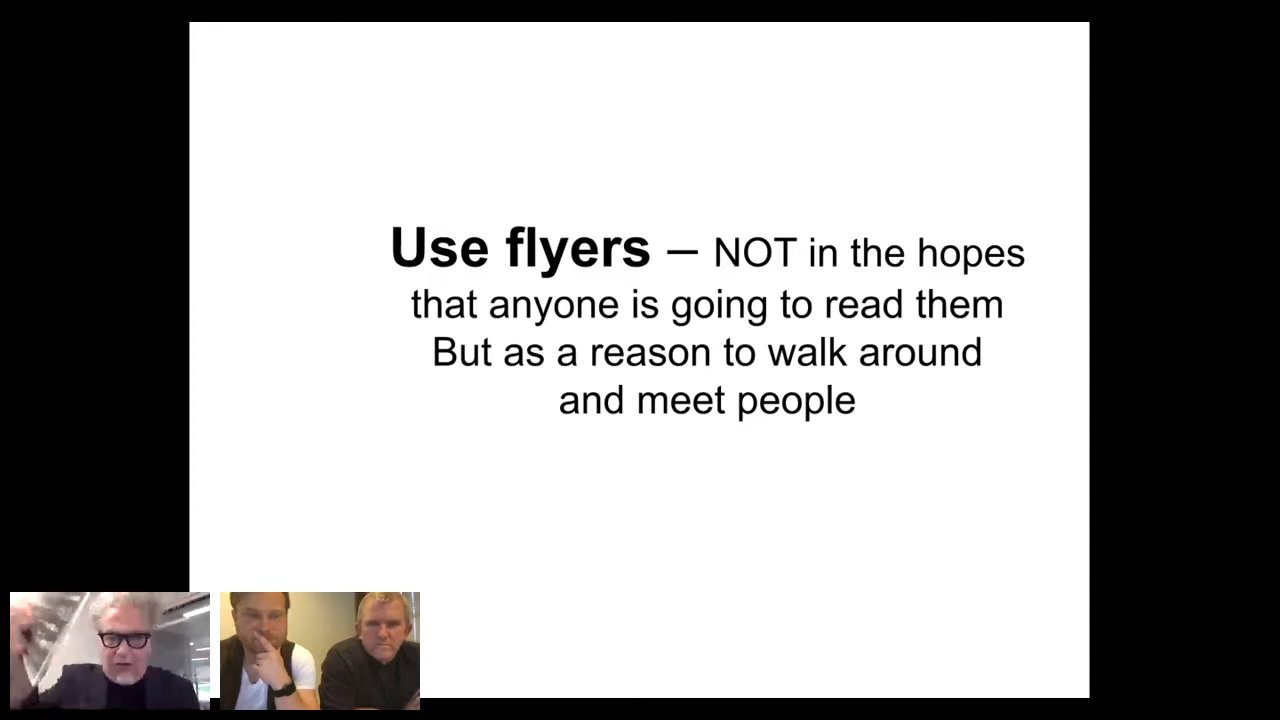 Use flyers – NOT in the hopes
that anyone is going to read them
But as a reason to walk around
and meet people